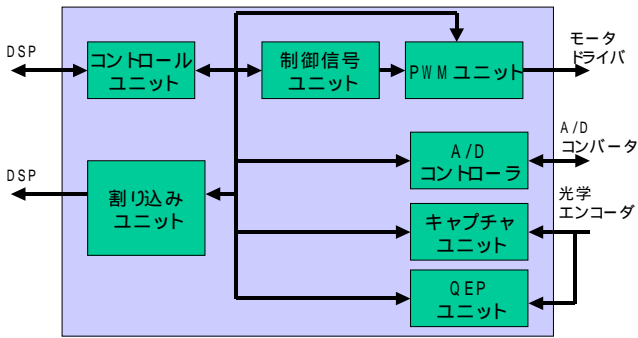 DSP
コントロール
ユニット
制御信号
ユニット
PWMユニット
モータ
ドライバ
A/D
コントローラ
A/D
コンバータ
DSP
割り込み
ユニット
キャプチャ
ユニット
光学
エンコーダ
QEP
ユニット